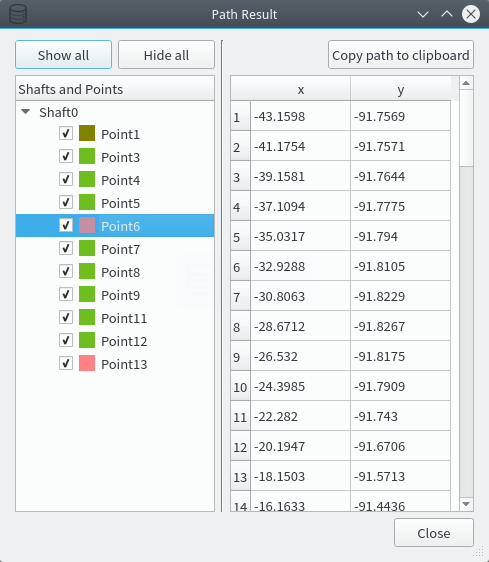 Path Result
Show all
Hide all
Copy path to clipboard
Shafts and Points
Shaft0
Point1
Point3
Point4
Point5
Point6
Point7
Point8
Point9
Point11
Point12
Point13
x y
1 -43.1598 -91.7569
2 -41.1754 -91.7571
3 -39.1581 -91.7644
4 -37.1094 -91.7775
5 -35.0317 -91.794
6 -32.9288 -91.8105
7 -30.8063 -91.8229
8 -28.6712 -91.8267
9 -26.532 -91.8175
10 -24.3985 -91.7909
11 -22.282 -91.743
12 -20.1947 -91.6706
13 -18.1503 -91.5713
14 -16.1633 -91.4436
Close